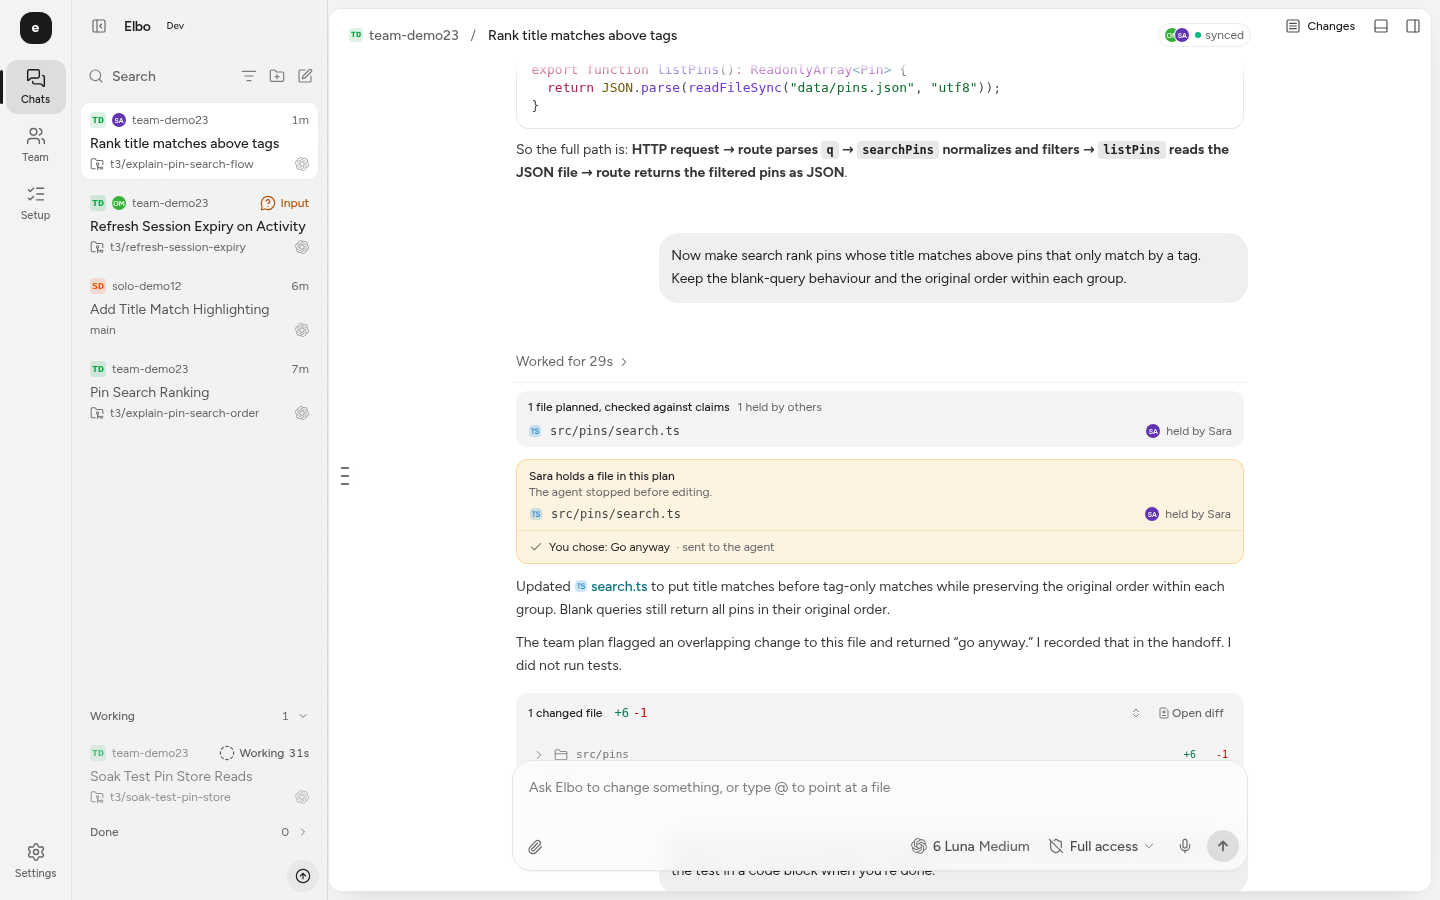 e
Elbo Dev
Chats
Team
Setup
Settings
Search
TD SA team-demo23 1m
Rank title matches above tags
t3/explain-pin-search-flow
TD OM team-demo23 Input
Refresh Session Expiry on Activity
t3/refresh-session-expiry
SD solo-demo12 6m
Add Title Match Highlighting
main
TD team-demo23 7m
Pin Search Ranking
t3/explain-pin-search-order
Working 1
TD team-demo23 Working 31s
Soak Test Pin Store Reads
t3/soak-test-pin-store
Done 0
TD team-demo23 / Rank title matches above tags
SA synced
Changes
export function listPins(): ReadonlyArray<Pin> {
return JSON.parse(readFileSync("data/pins.json", "utf8"));
}
So the full path is: HTTP request → route parses q → searchPins normalizes and filters → listPins reads the
JSON file → route returns the filtered pins as JSON.
Now make search rank pins whose title matches above pins that only match by a tag.
Keep the blank-query behaviour and the original order within each group.
Worked for 29s
1 file planned, checked against claims 1 held by others
TS src/pins/search.ts SA held by Sara
Sara holds a file in this plan
The agent stopped before editing.
TS src/pins/search.ts SA held by Sara
You chose: Go anyway · sent to the agent
Updated TS search.ts to put title matches before tag-only matches while preserving the original order within each
group. Blank queries still return all pins in their original order.
The team plan flagged an overlapping change to this file and returned “go anyway.” I recorded that in the handoff. I
did not run tests.
1 changed file +6 -1 Open diff
src/pins +6 -1
Ask Elbo to change something, or type @ to point at a file
6 Luna Medium Full access
the test in a code block when you're done.